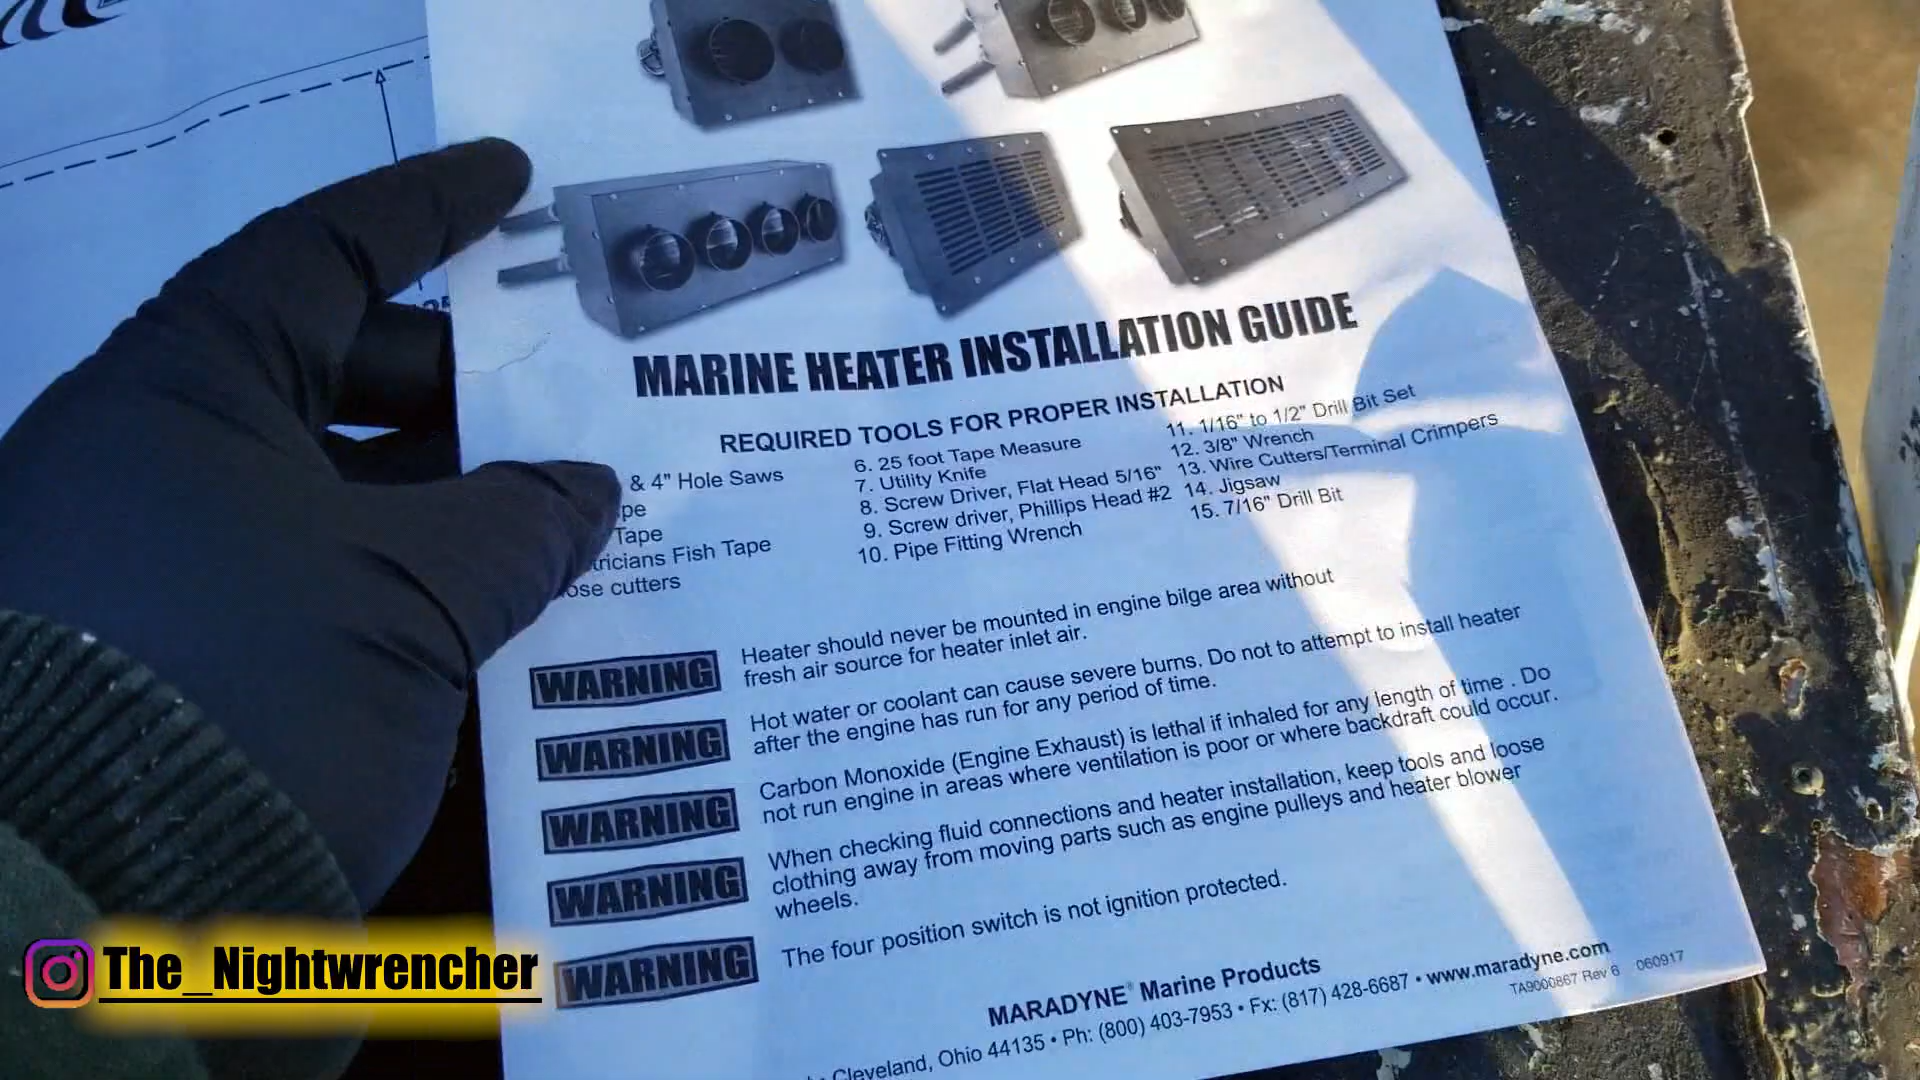 MARINE HEATER INSTALLATION GUIDE
REQUIRED TOOLS FOR PROPER INSTALLATION
& 4" Hole Saws
Tape
Fish Tape
cutters
6. 25 foot Tape Measure
7. Utility Knife
8. Screw Driver, Flat Head 5/16"
9. Screw driver, Phillips Head #2
10. Pipe Fitting Wrench
11. 1/16" to 1/2" Drill Bit Set
12. 3/8" Wrench
13. Wire Cutters/Terminal Crimpers
14. Jigsaw
15. 7/16" Drill Bit
WARNING
Heater should never be mounted in engine bilge area without
fresh air source for heater inlet air.
WARNING
Hot water or coolant can cause severe burns. Do not to attempt to install heater
after the engine has run for any period of time.
WARNING
Carbon Monoxide (Engine Exhaust) is lethal if inhaled for any length of time . Do
not run engine in areas where ventilation is poor or where backdraft could occur.
WARNING
When checking fluid connections and heater installation, keep tools and loose
clothing away from moving parts such as engine pulleys and heater blower
wheels.
WARNING
The four position switch is not ignition protected.
MARADYNE® Marine Products
Cleveland, Ohio 44135 • Ph: (800) 403-7953 • Fx: (817) 428-6687 • www.maradyne.com
TA9000867 Rev 6 060917
The_Nightwrencher